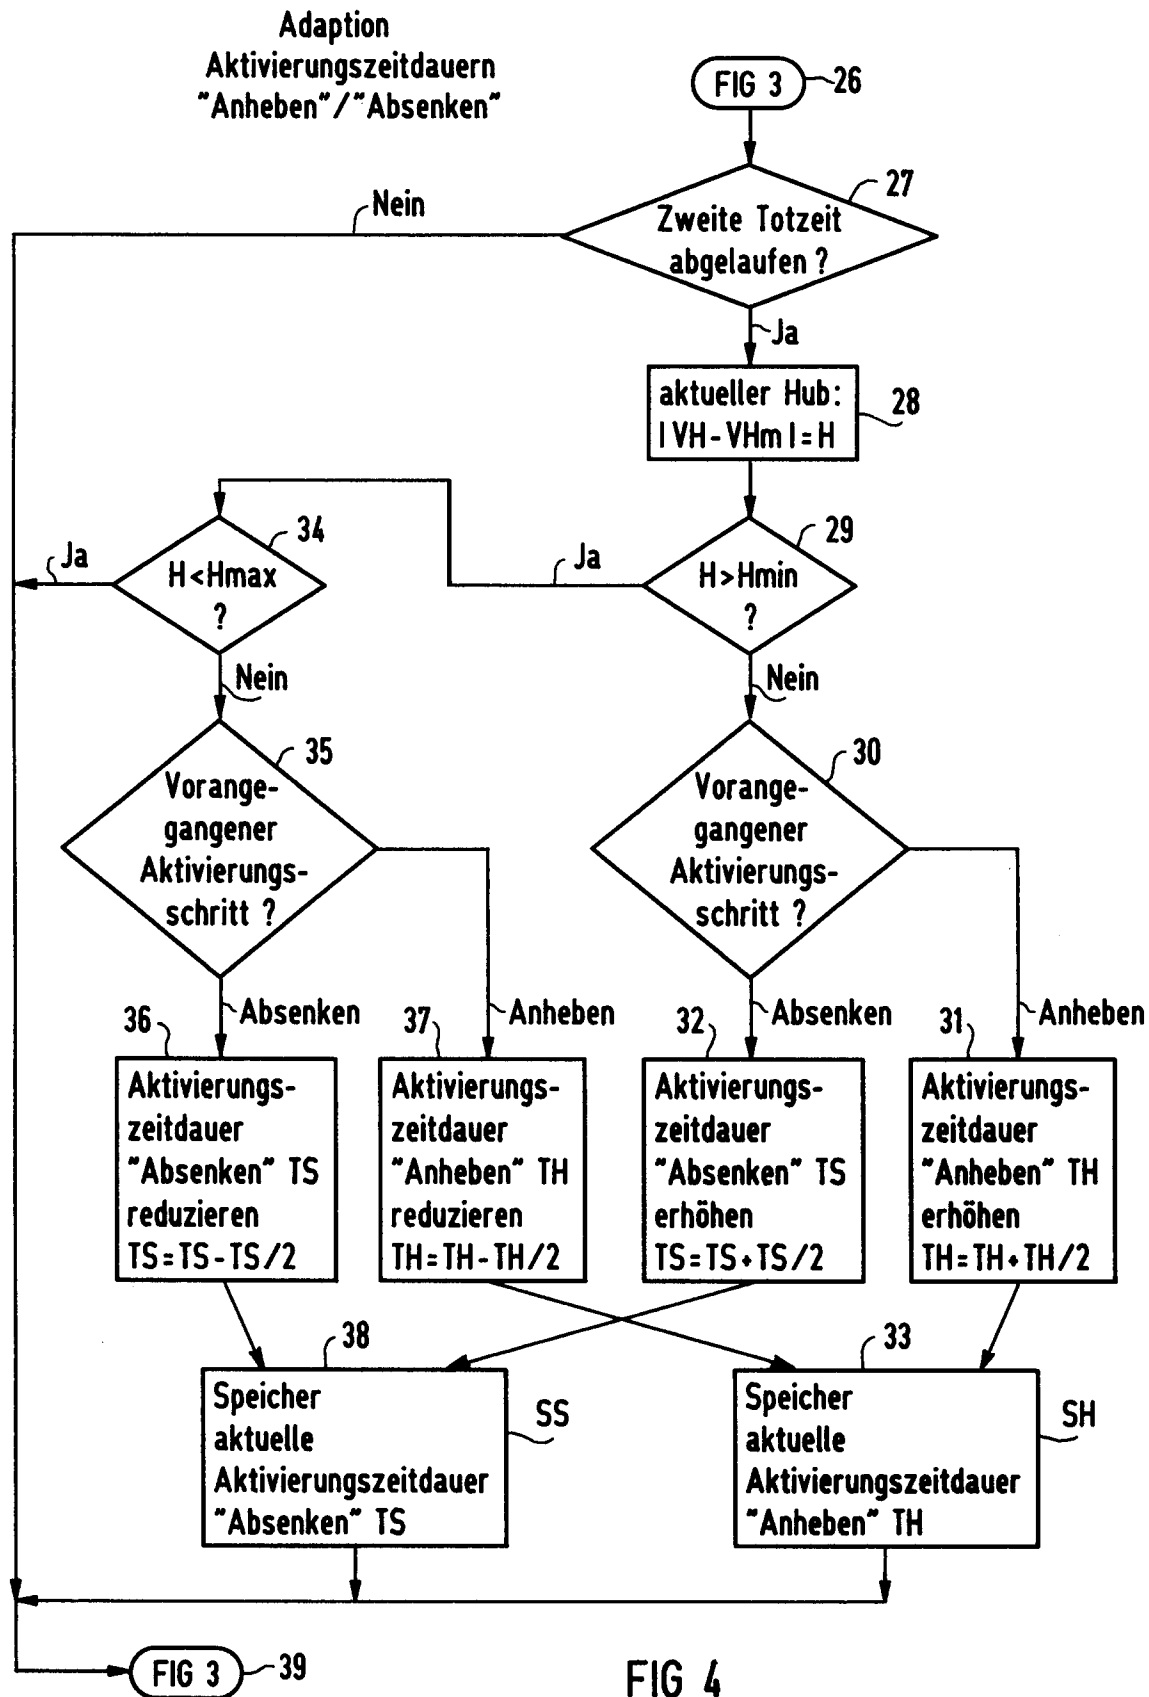 Adaption
Aktivierungszeitdauern
"Anheben"/"Absenken"
FIG 3
26
27
Nein
Zweite Totzeit
abgelaufen ?
Ja
aktueller Hub:
|VH-VHm|=H
28
34
29
Ja
H<Hmax
?
Ja
H>Hmin
?
Nein
Nein
35
30
Vorange-
gangener
Aktivierungs-
schritt ?
Vorange-
gangener
Aktivierungs-
schritt ?
36
Absenken
37
Anheben
32
Absenken
31
Anheben
Aktivierungs-
zeitdauer
"Absenken" TS
reduzieren
TS=TS-TS/2
Aktivierungs-
zeitdauer
"Anheben" TH
reduzieren
TH=TH-TH/2
Aktivierungs-
zeitdauer
"Absenken" TS
erhöhen
TS=TS+TS/2
Aktivierungs-
zeitdauer
"Anheben" TH
erhöhen
TH=TH+TH/2
38
33
Speicher
aktuelle
Aktivierungszeitdauer
"Absenken" TS
SS
Speicher
aktuelle
Aktivierungszeitdauer
"Anheben" TH
SH
FIG 3
39
FIG 4